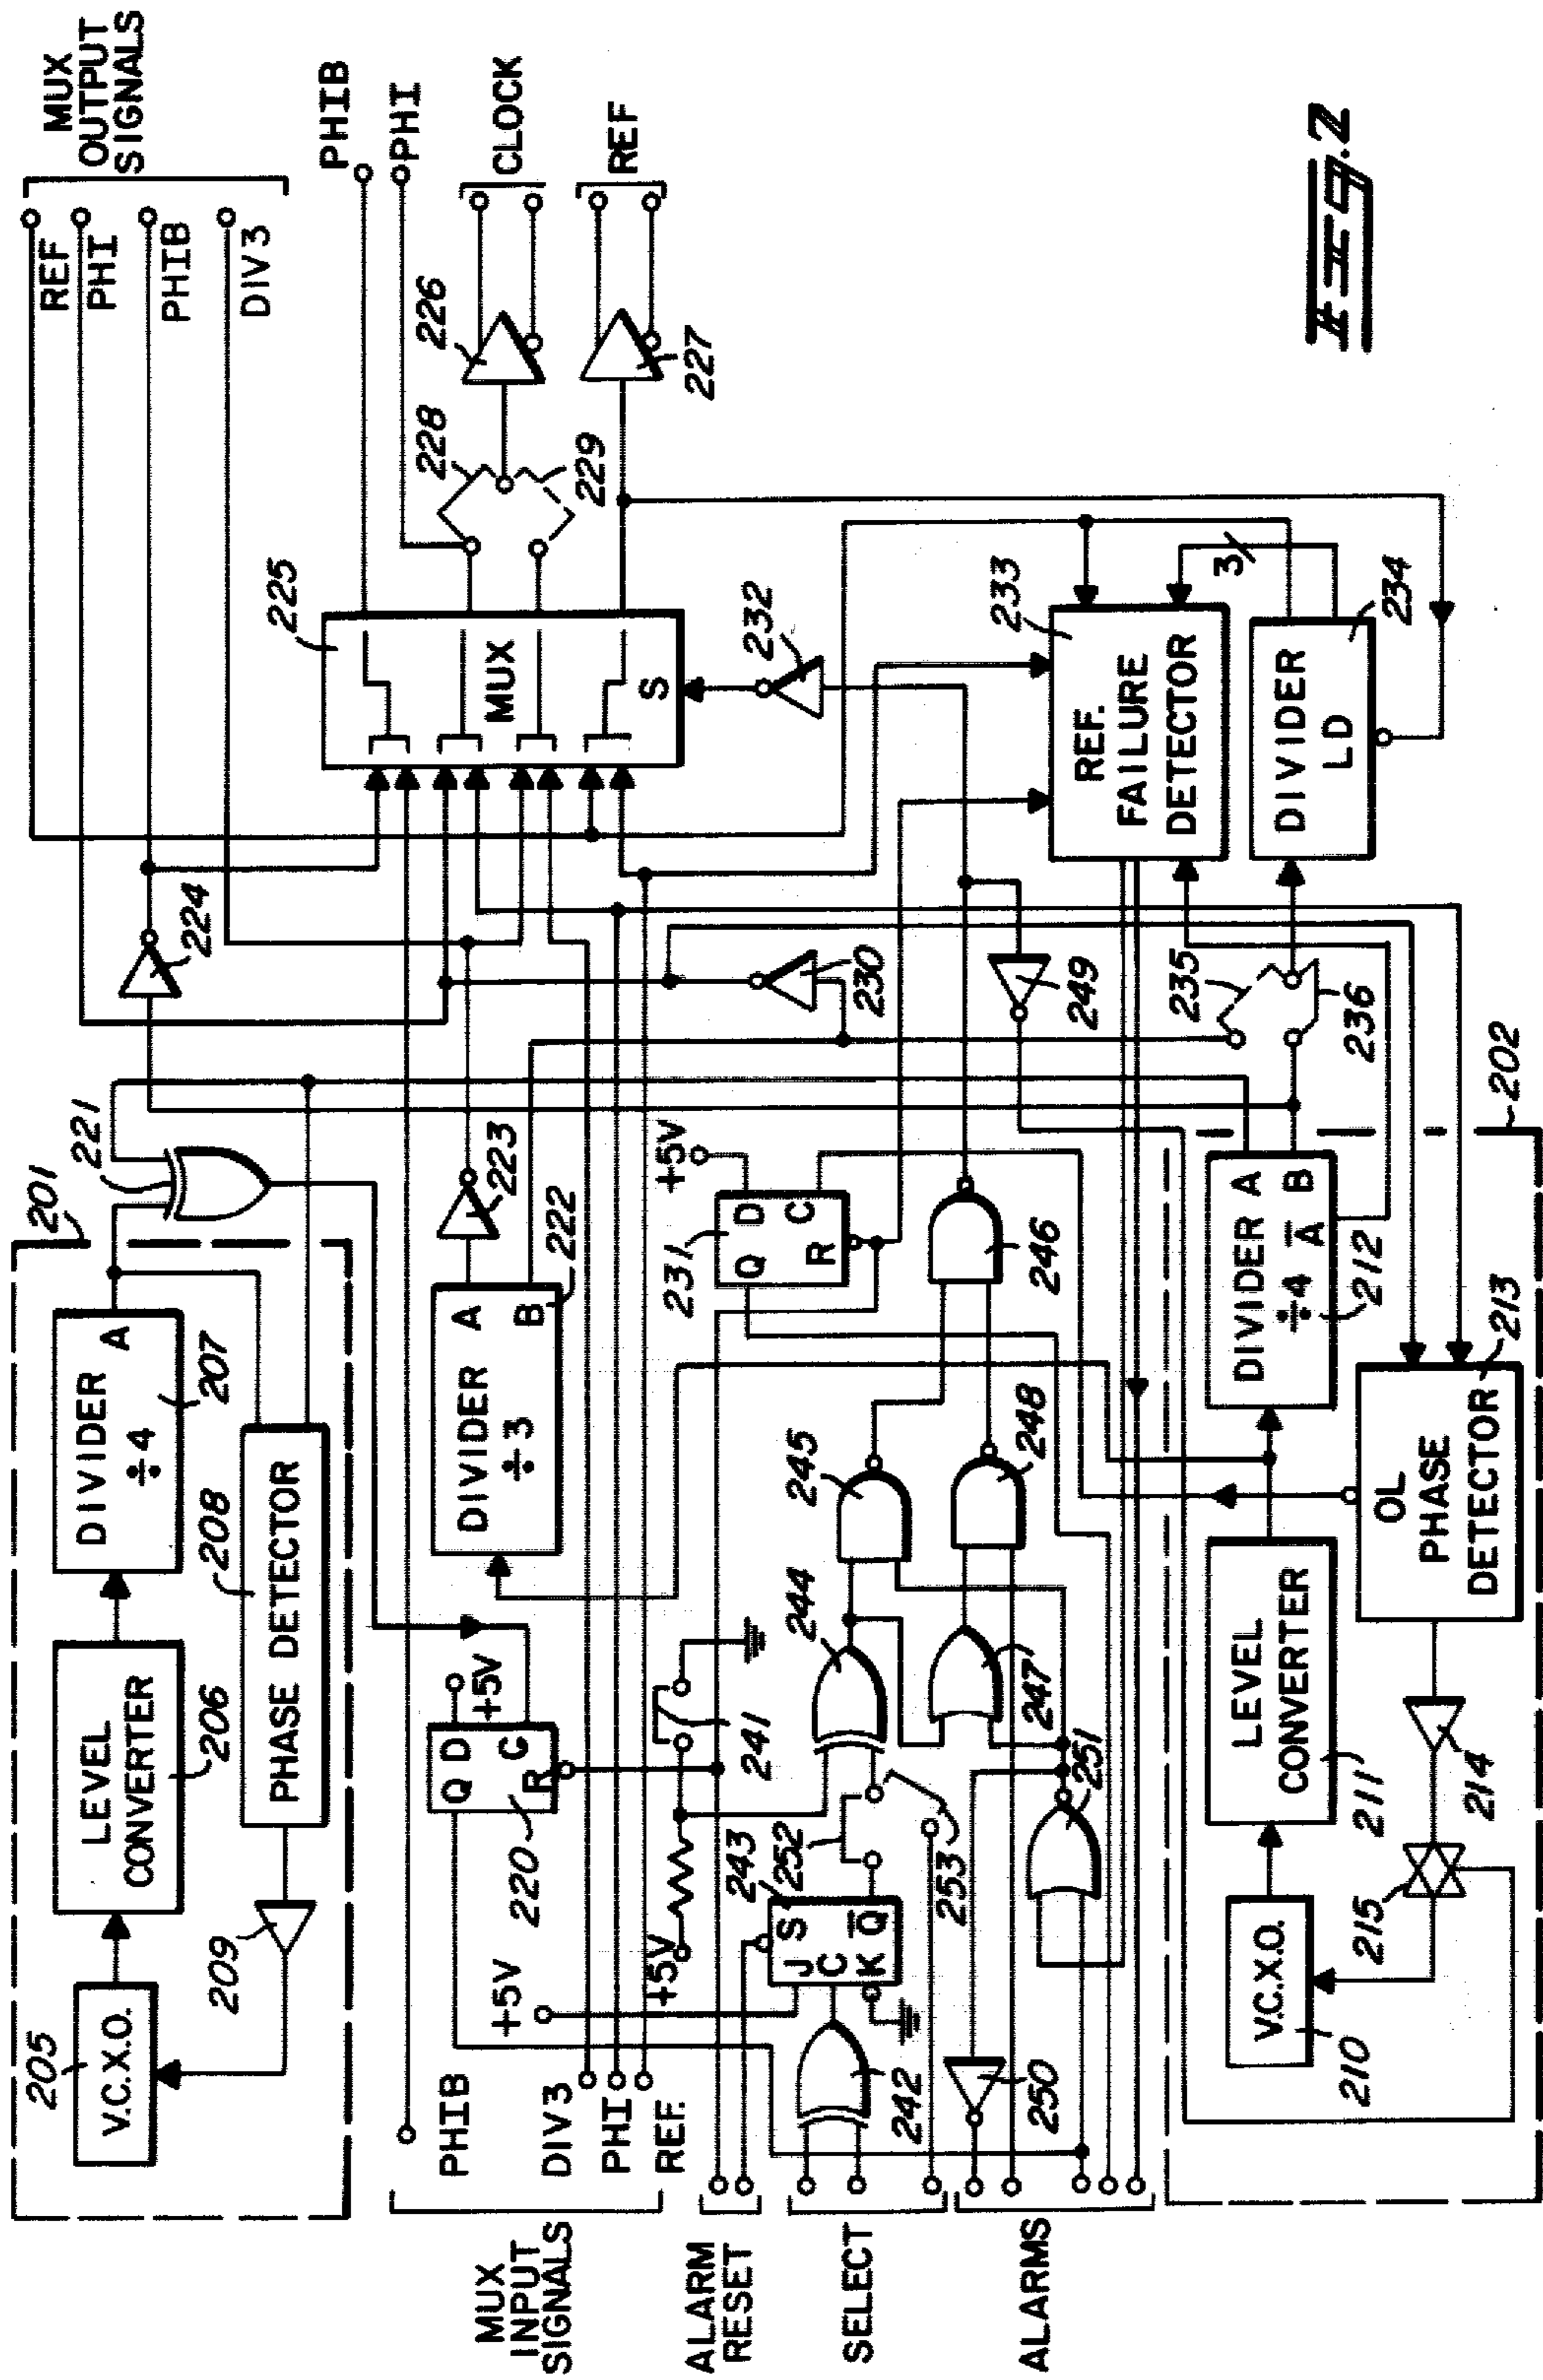 201
205
V.C.X.O.
LEVEL
CONVERTER
206
DIVIDER
÷4
A
207
209
208
PHASE DETECTOR
221
224
MUX
OUTPUT
SIGNALS
REF
PHI
PHIB
DIV3
MUX
INPUT
SIGNALS
PHIB
DIV3
PHI
REF.
+5V
Q D
C
R
220
+5V
DIVIDER
÷3
A
B
222
223
225
MUX
S
228
229
226
227
PHIB
PHI
CLOCK
REF
ALARM
RESET
+5V
241
231
+5V
D
Q
C
R
230
232
SELECT
242
243
S
J
C
K
Q
252
253
244
245
246
247
248
249
ALARMS
250
251
233
REF.
FAILURE
DETECTOR
3
DIVIDER
LD
234
235
236
202
210
V.C.X.O.
LEVEL
CONVERTER
211
DIVIDER
÷4
A
A
B
212
OL
PHASE
DETECTOR
213
214
215
Fig. 2